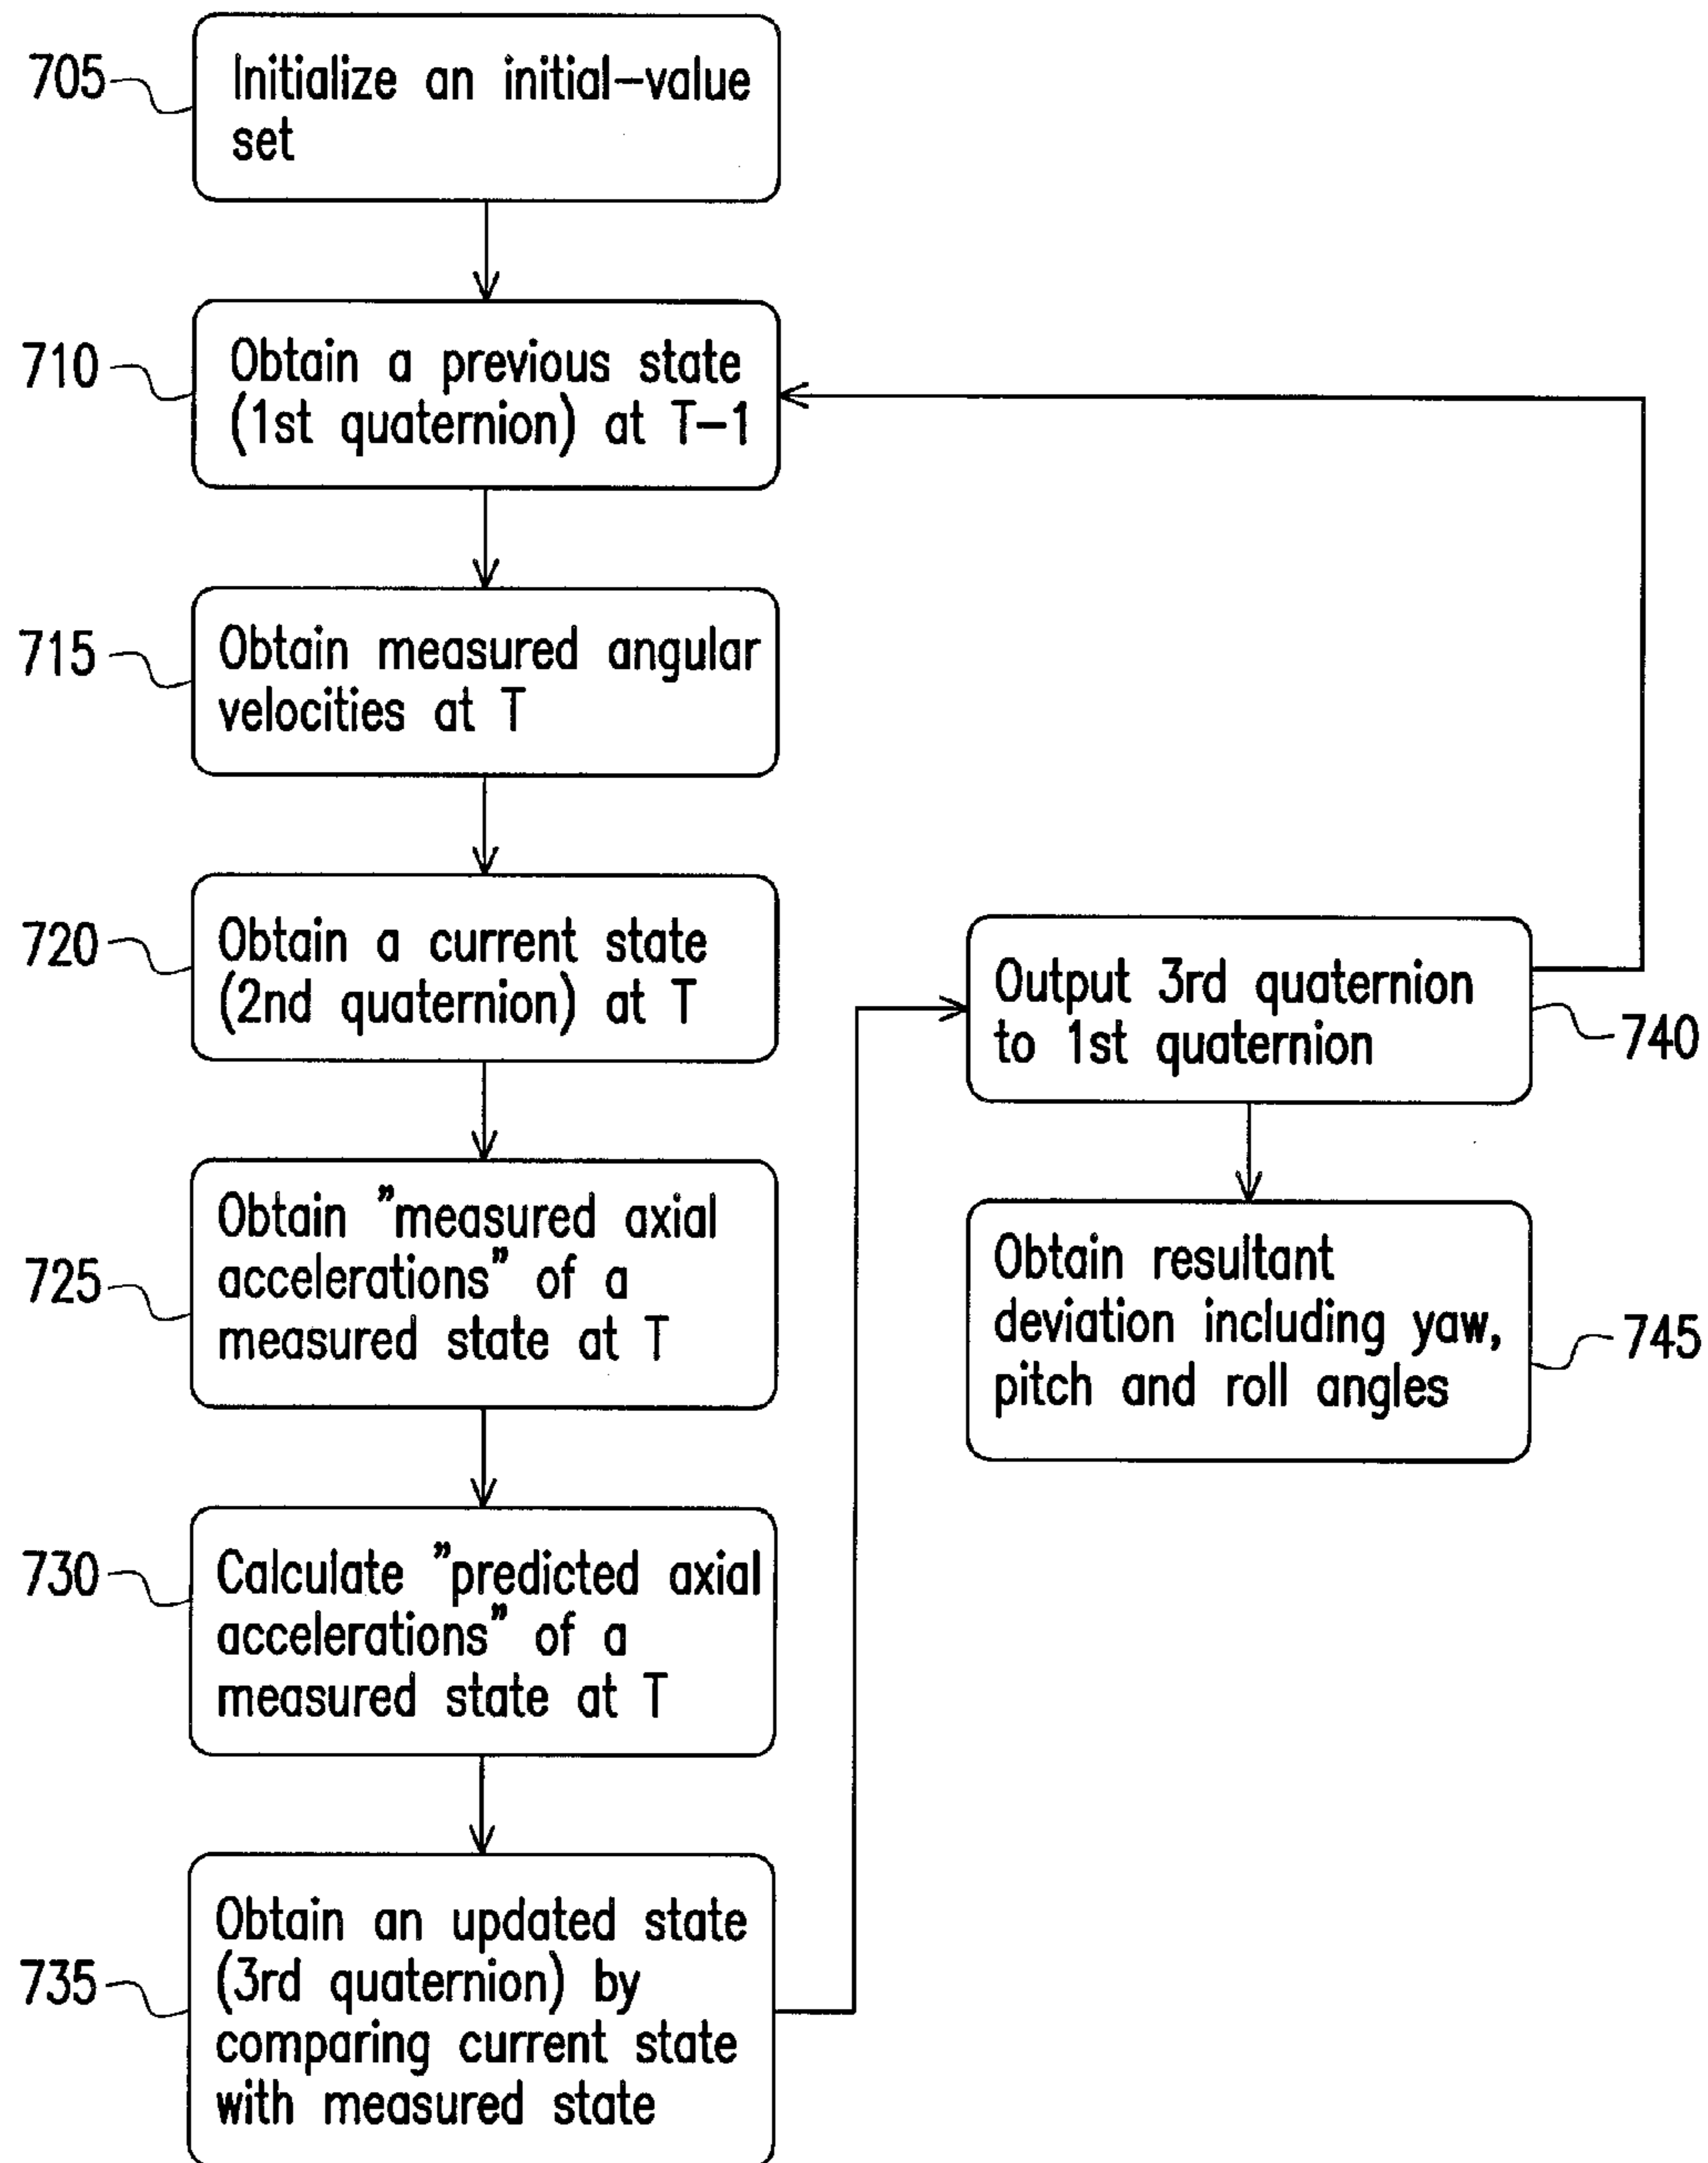 705
Initialize an initial-value
set
710
Obtain a previous state
(1st quaternion) at T-1
715
Obtain measured angular
velocities at T
720
Obtain a current state
(2nd quaternion) at T
725
Obtain "measured axial
accelerations" of a
measured state at T
730
Calculate "predicted axial
accelerations" of a
measured state at T
735
Obtain an updated state
(3rd quaternion) by
comparing current state
with measured state
Output 3rd quaternion
to 1st quaternion
740
Obtain resultant
deviation including yaw,
pitch and roll angles
745